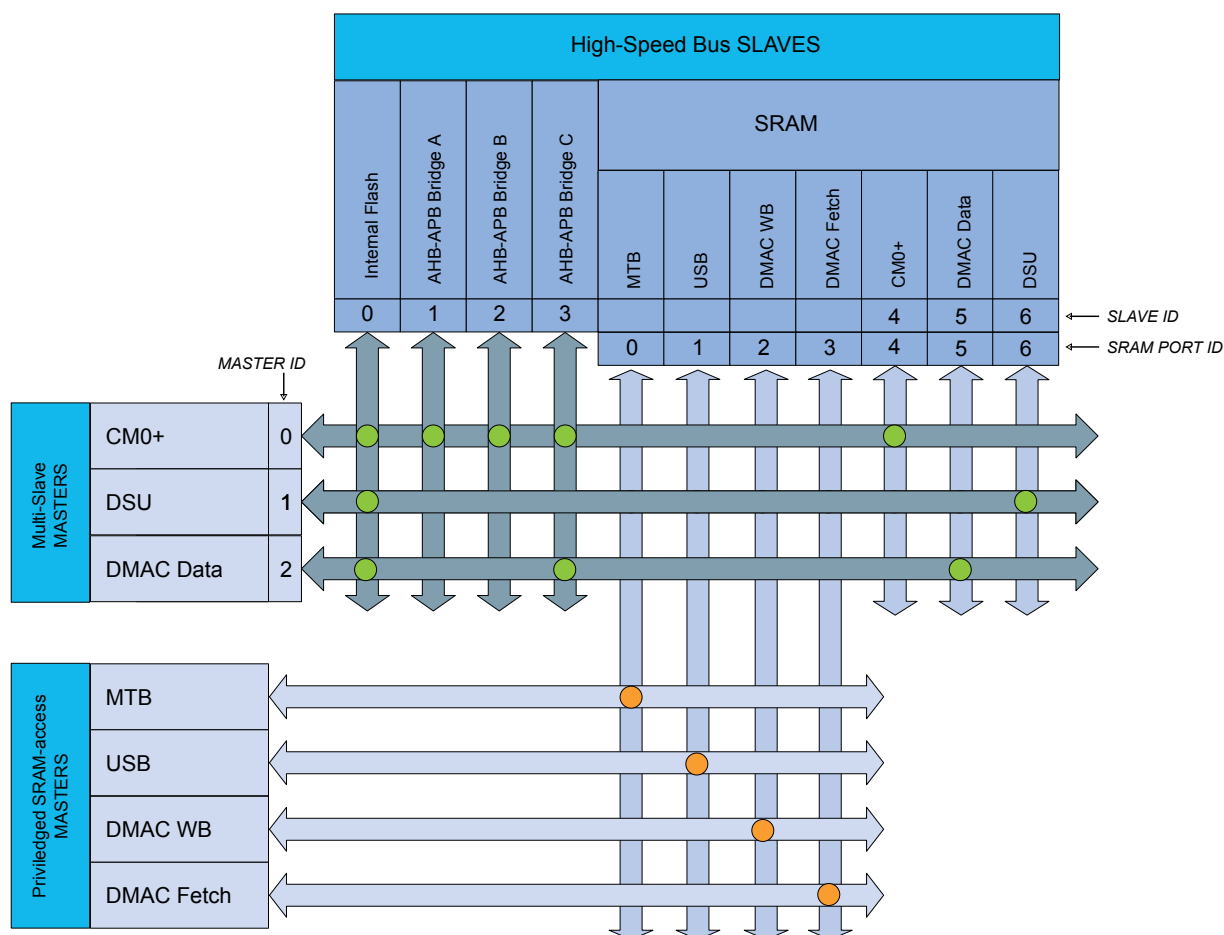 High-Speed Bus SLAVES
SRAM
Internal Flash
AHB-APB Bridge A
AHB-APB Bridge B
AHB-APB Bridge C
MTB
USB
DMAC WB
DMAC Fetch
CM0+
DMAC Data
DSU
0 1 2 3 4 5 6 SLAVE ID
0 1 2 3 4 5 6 SRAM PORT ID
MASTER ID
Multi-Slave
MASTERS
CM0+ 0
DSU 1
DMAC Data 2
Priviledged SRAM-access
MASTERS
MTB
USB
DMAC WB
DMAC Fetch